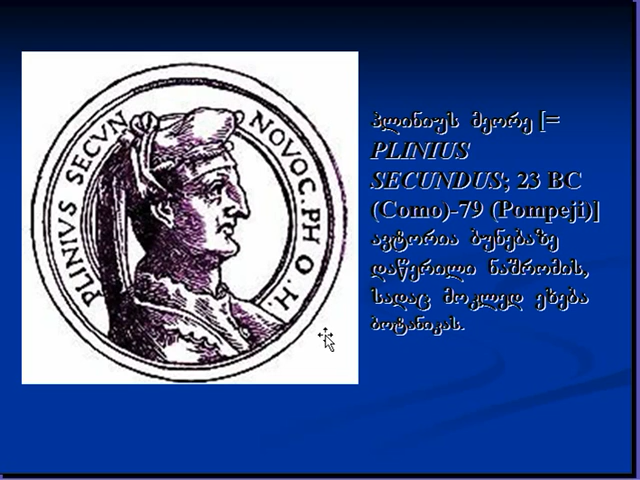 PLINIVS SECVN NOVOC. PH O. H.
პლინიუს მეორე [=
PLINIUS
SECUNDUS; 23 BC
(Como)-79 (Pompeji)]
ავტორია ბუნებაზე
დაწერილი ნაშრომის,
სადაც მოკლედ ეხება
ბოტანიკას.